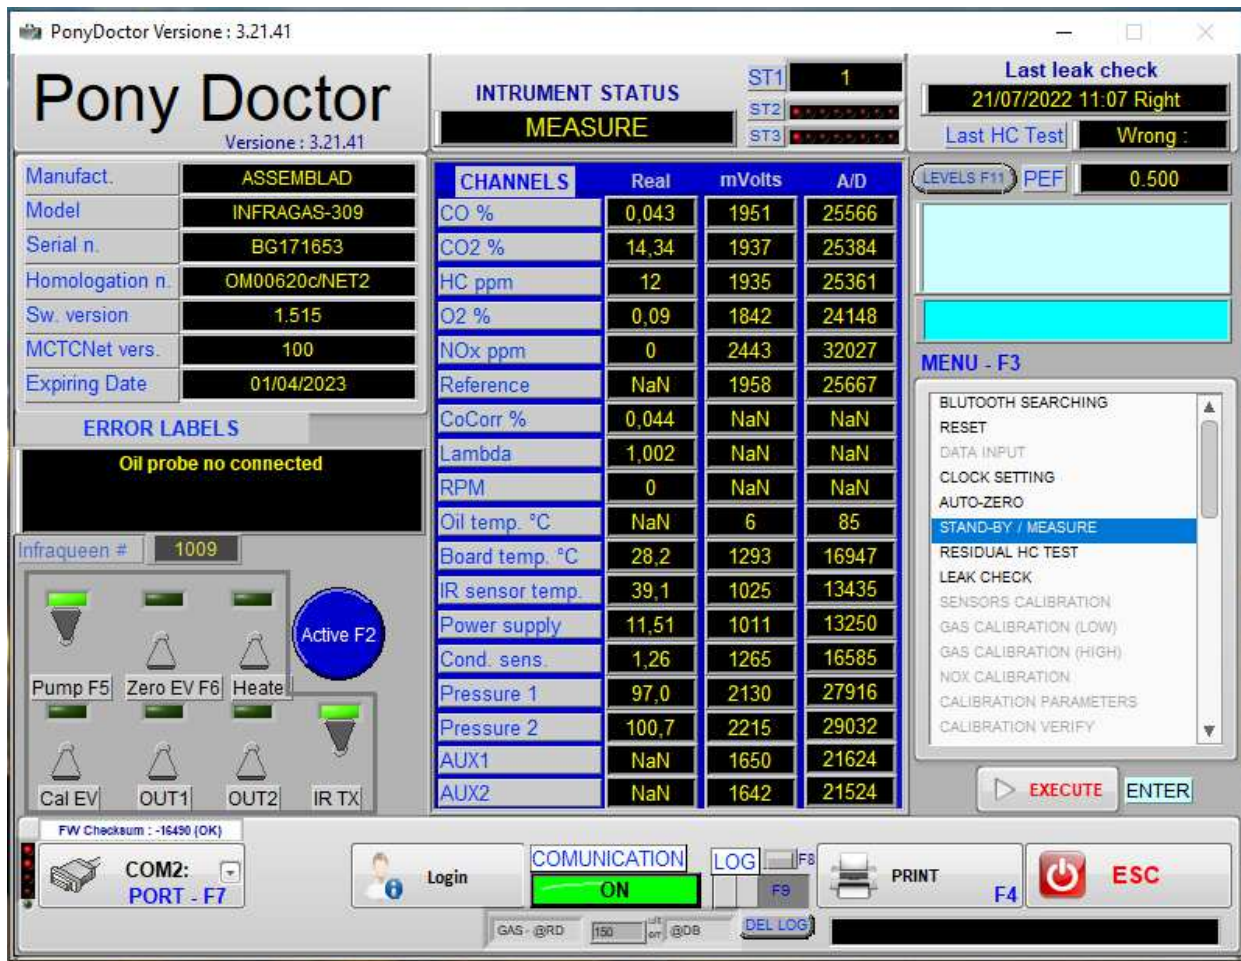 PonyDoctor Versione : 3.21.41
Pony Doctor
Versione : 3.21.41
INTRUMENT STATUS
MEASURE
ST1 1
ST2
ST3
Last leak check
21/07/2022 11:07 Right
Last HC Test Wrong :
Manufact. ASSEMBLAD
Model INFRAGAS-309
Serial n. BG171653
Homologation n. OM00620c/NET2
Sw. version 1.515
MCTCNet vers. 100
Expiring Date 01/04/2023
ERROR LABELS
Oil probe no connected
Infraqueen # 1009
Active F2
Pump F5 Zero EV F6 Heate
Cal EV OUT1 OUT2 IR TX
CHANNELS Real mVolts A/D
CO % 0,043 1951 25566
CO2 % 14,34 1937 25384
HC ppm 12 1935 25361
O2 % 0,09 1842 24148
NOx ppm 0 2443 32027
Reference NaN 1958 25667
CoCorr % 0,044 NaN NaN
Lambda 1,002 NaN NaN
RPM 0 NaN NaN
Oil temp. °C NaN 6 85
Board temp. °C 28,2 1293 16947
IR sensor temp. 39,1 1025 13435
Power supply 11,51 1011 13250
Cond. sens. 1,26 1265 16585
Pressure 1 97,0 2130 27916
Pressure 2 100,7 2215 29032
AUX1 NaN 1650 21624
AUX2 NaN 1642 21524
LEVELS F11 PEF 0.500
MENU - F3
BLUTOOTH SEARCHING
RESET
DATA INPUT
CLOCK SETTING
AUTO-ZERO
STAND-BY / MEASURE
RESIDUAL HC TEST
LEAK CHECK
SENSORS CALIBRATION
GAS CALIBRATION (LOW)
GAS CALIBRATION (HIGH)
NOX CALIBRATION
CALIBRATION PARAMETERS
CALIBRATION VERIFY
EXECUTE ENTER
FW Checksum : -16490 (OK)
COM2:
PORT - F7
Login
COMUNICATION
ON
LOG F8
F9
PRINT
F4
ESC
GAS - @RD 150 @DB DEL LOG